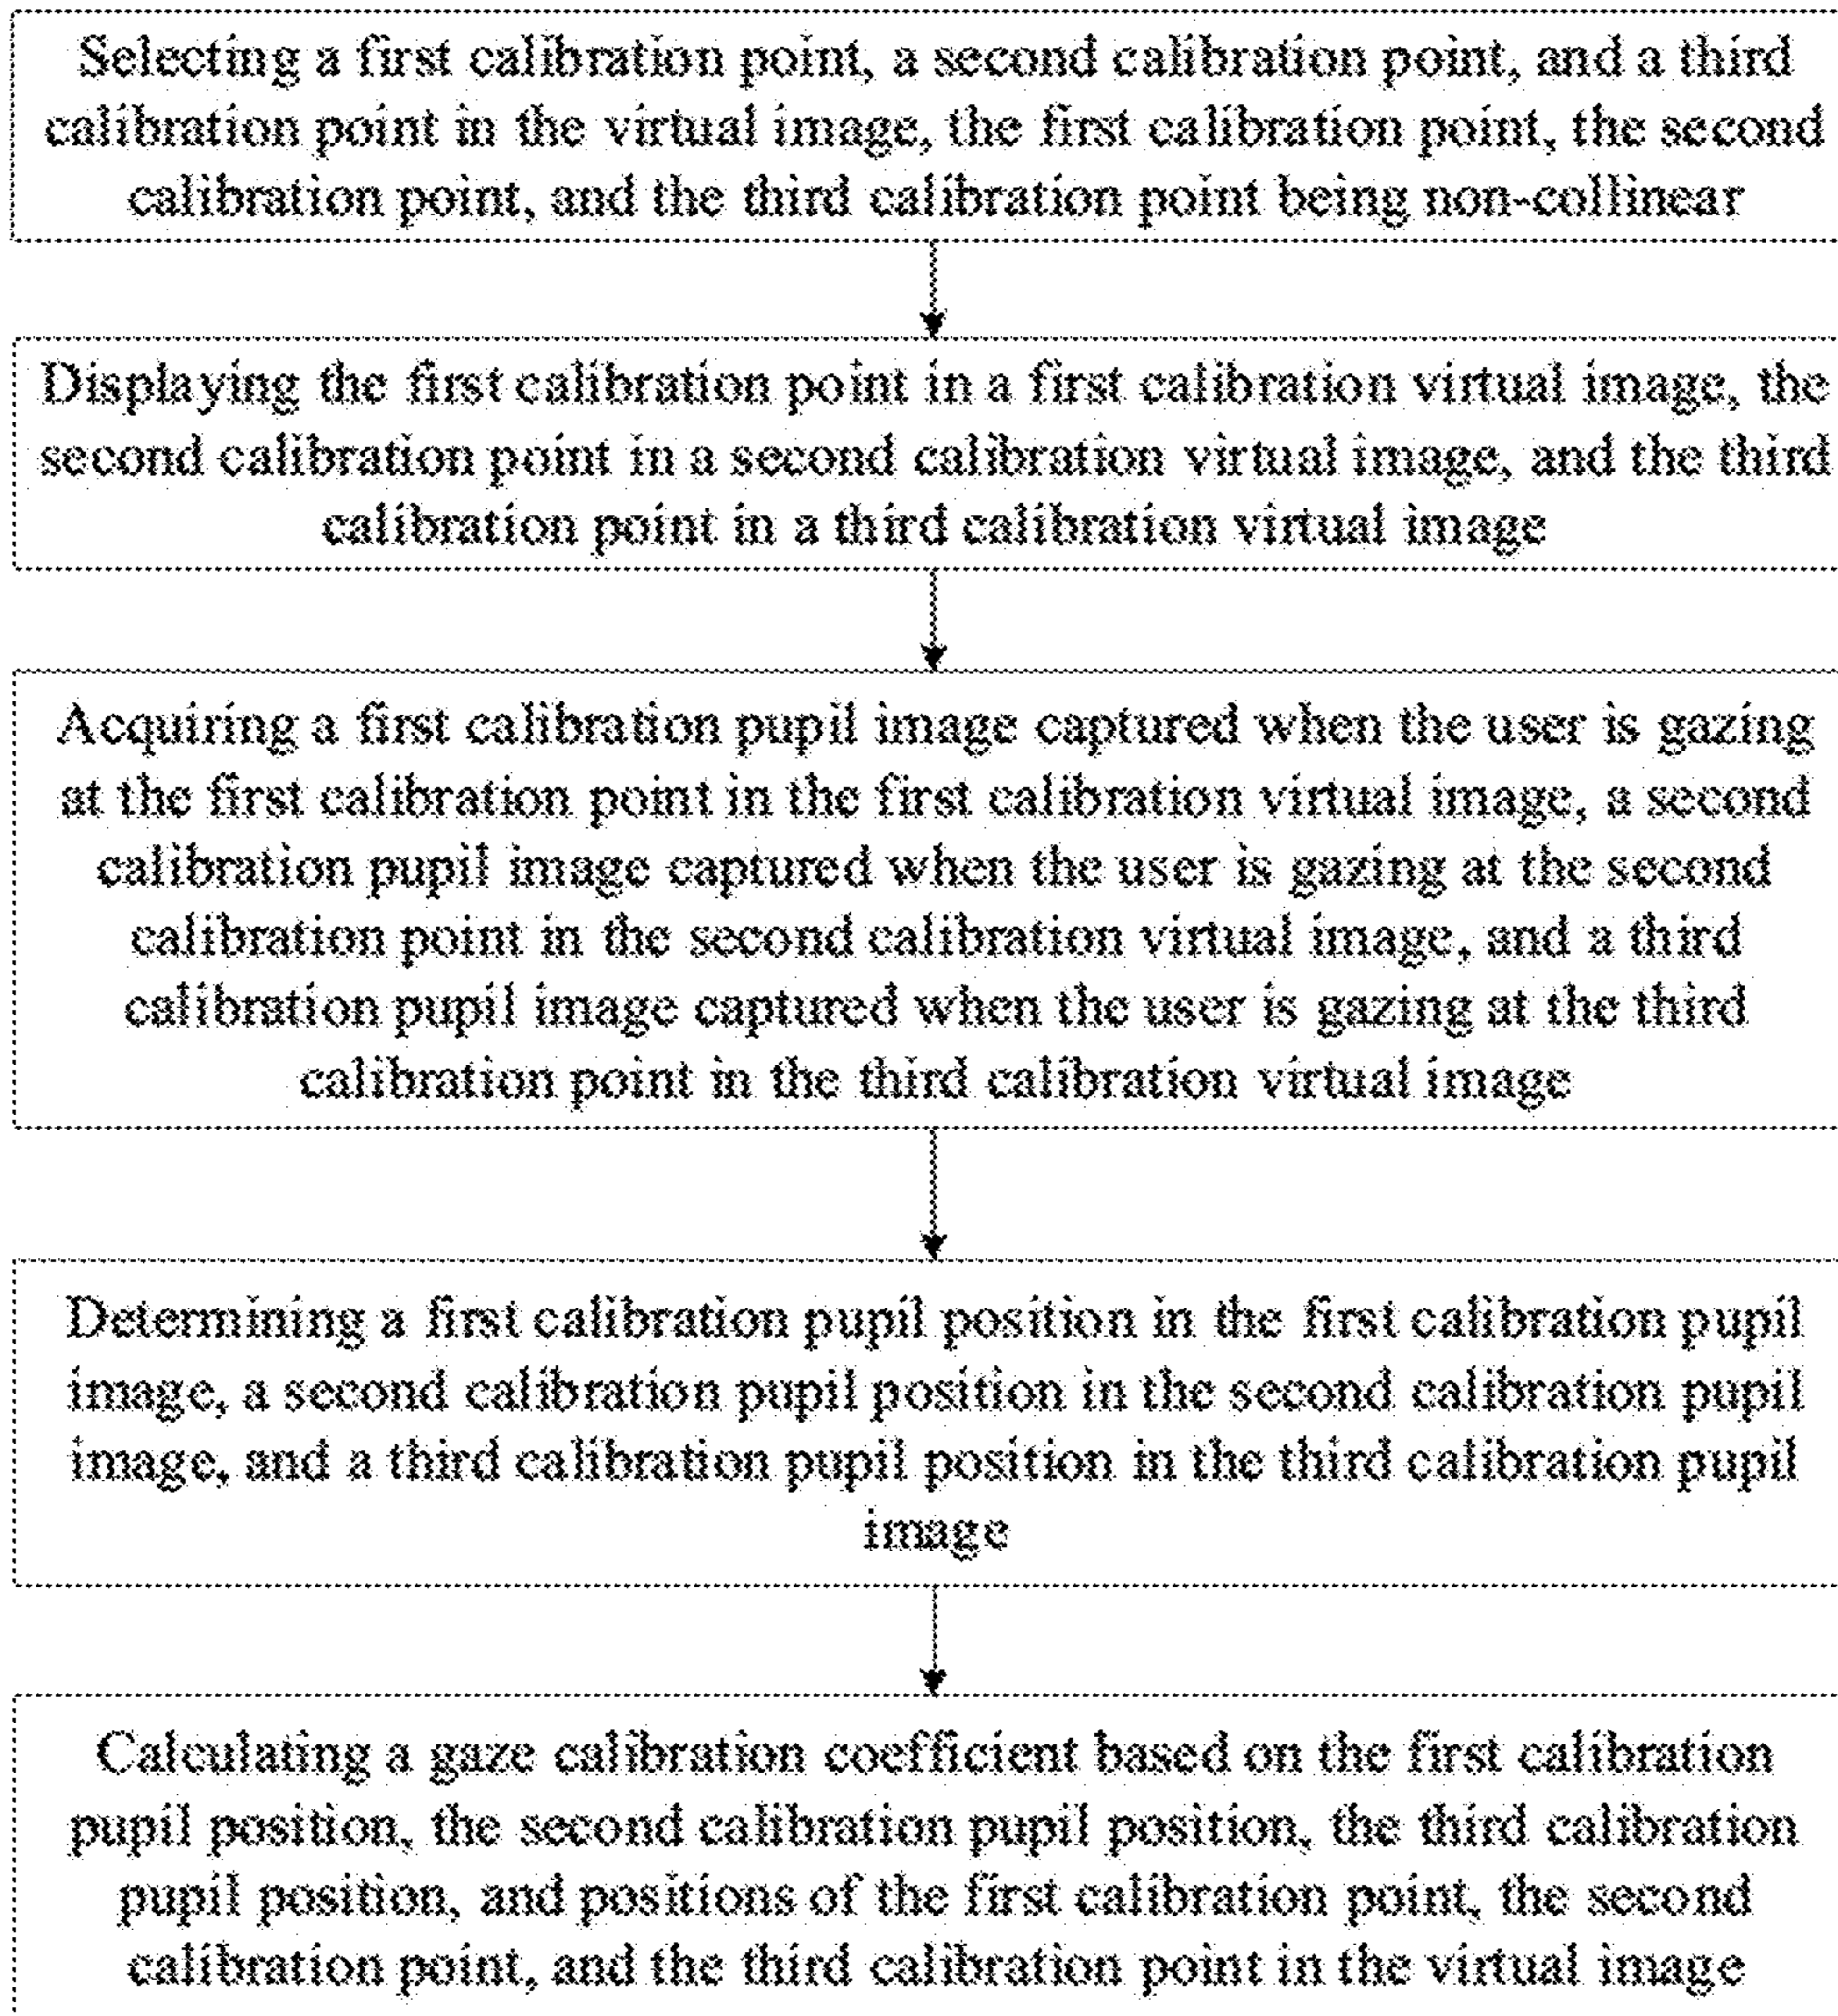 Selecting a first calibration point, a second calibration point, and a third
calibration point in the virtual image, the first calibration point, the second
calibration point, and the third calibration point being non-collinear
Displaying the first calibration point in a first calibration virtual image, the
second calibration point in a second calibration virtual image, and the third
calibration point in a third calibration virtual image
Acquiring a first calibration pupil image captured when the user is gazing
at the first calibration point in the first calibration virtual image, a second
calibration pupil image captured when the user is gazing at the second
calibration point in the second calibration virtual image, and a third
calibration pupil image captured when the user is gazing at the third
calibration point in the third calibration virtual image
Determining a first calibration pupil position in the first calibration pupil
image, a second calibration pupil position in the second calibration pupil
image, and a third calibration pupil position in the third calibration pupil
image
Calculating a gaze calibration coefficient based on the first calibration
pupil position, the second calibration pupil position, the third calibration
pupil position, and positions of the first calibration point, the second
calibration point, and the third calibration point in the virtual image